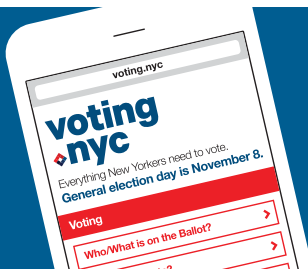 voting.nyc
voting
nyc
Everything New Yorkers need to vote.
General election day is November 8.
Voting
Who/What is on the Ballot?